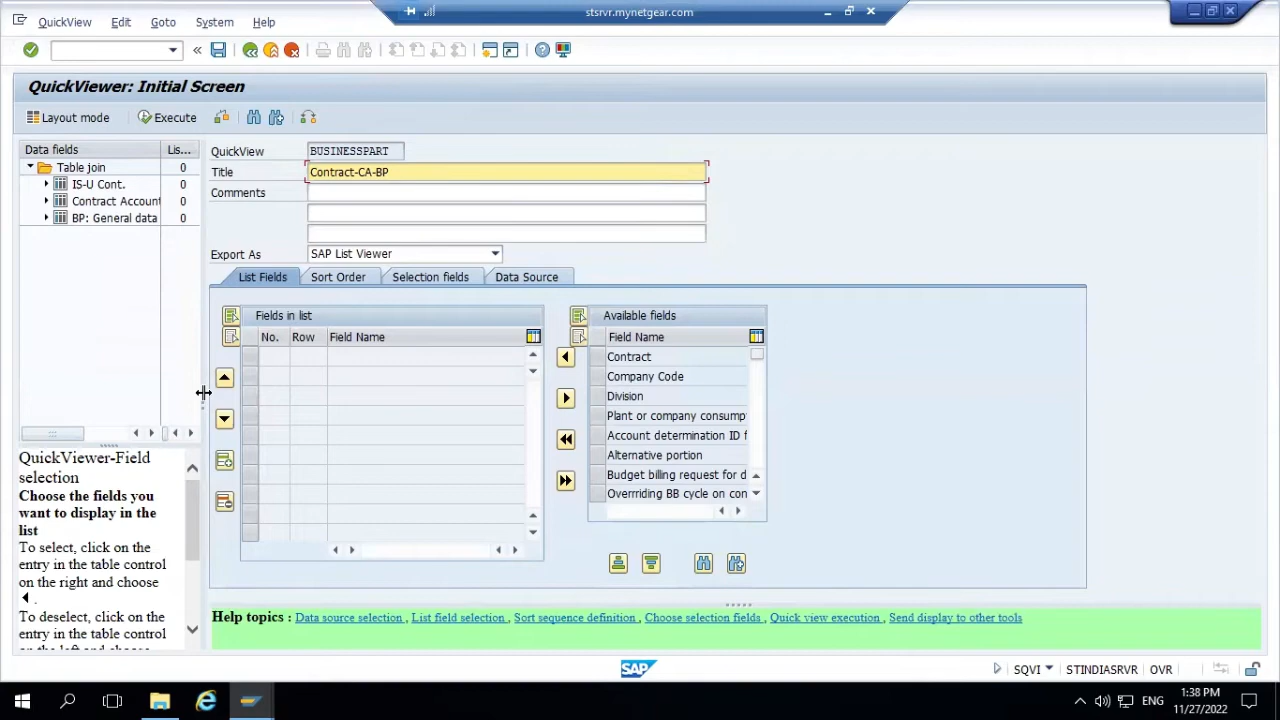 stsrvr.mynetgear.com
QuickView Edit Goto System Help
QuickViewer: Initial Screen
Layout mode Execute
Data fields Lis...
Table join 0
IS-U Cont. 0
Contract Account 0
BP: General data 0
QuickView BUSINESSPART
Title Contract-CA-BP
Comments
Export As SAP List Viewer
List Fields Sort Order Selection fields Data Source
Fields in list
No. Row Field Name
Available fields
Field Name
Contract
Company Code
Division
Plant or company consump
Account determination ID f
Alternative portion
Budget billing request for d
Overrriding BB cycle on con
QuickViewer-Field
selection
Choose the fields you
want to display in the
list
To select, click on the
entry in the table control
on the right and choose
.
To deselect, click on the
entry in the table control
on the left and choose
Help topics : Data source selection , List field selection , Sort sequence definition , Choose selection fields , Quick view execution , Send display to other tools
SAP
SQVI STINDIASRVR OVR
ENG
1:38 PM
11/27/2022